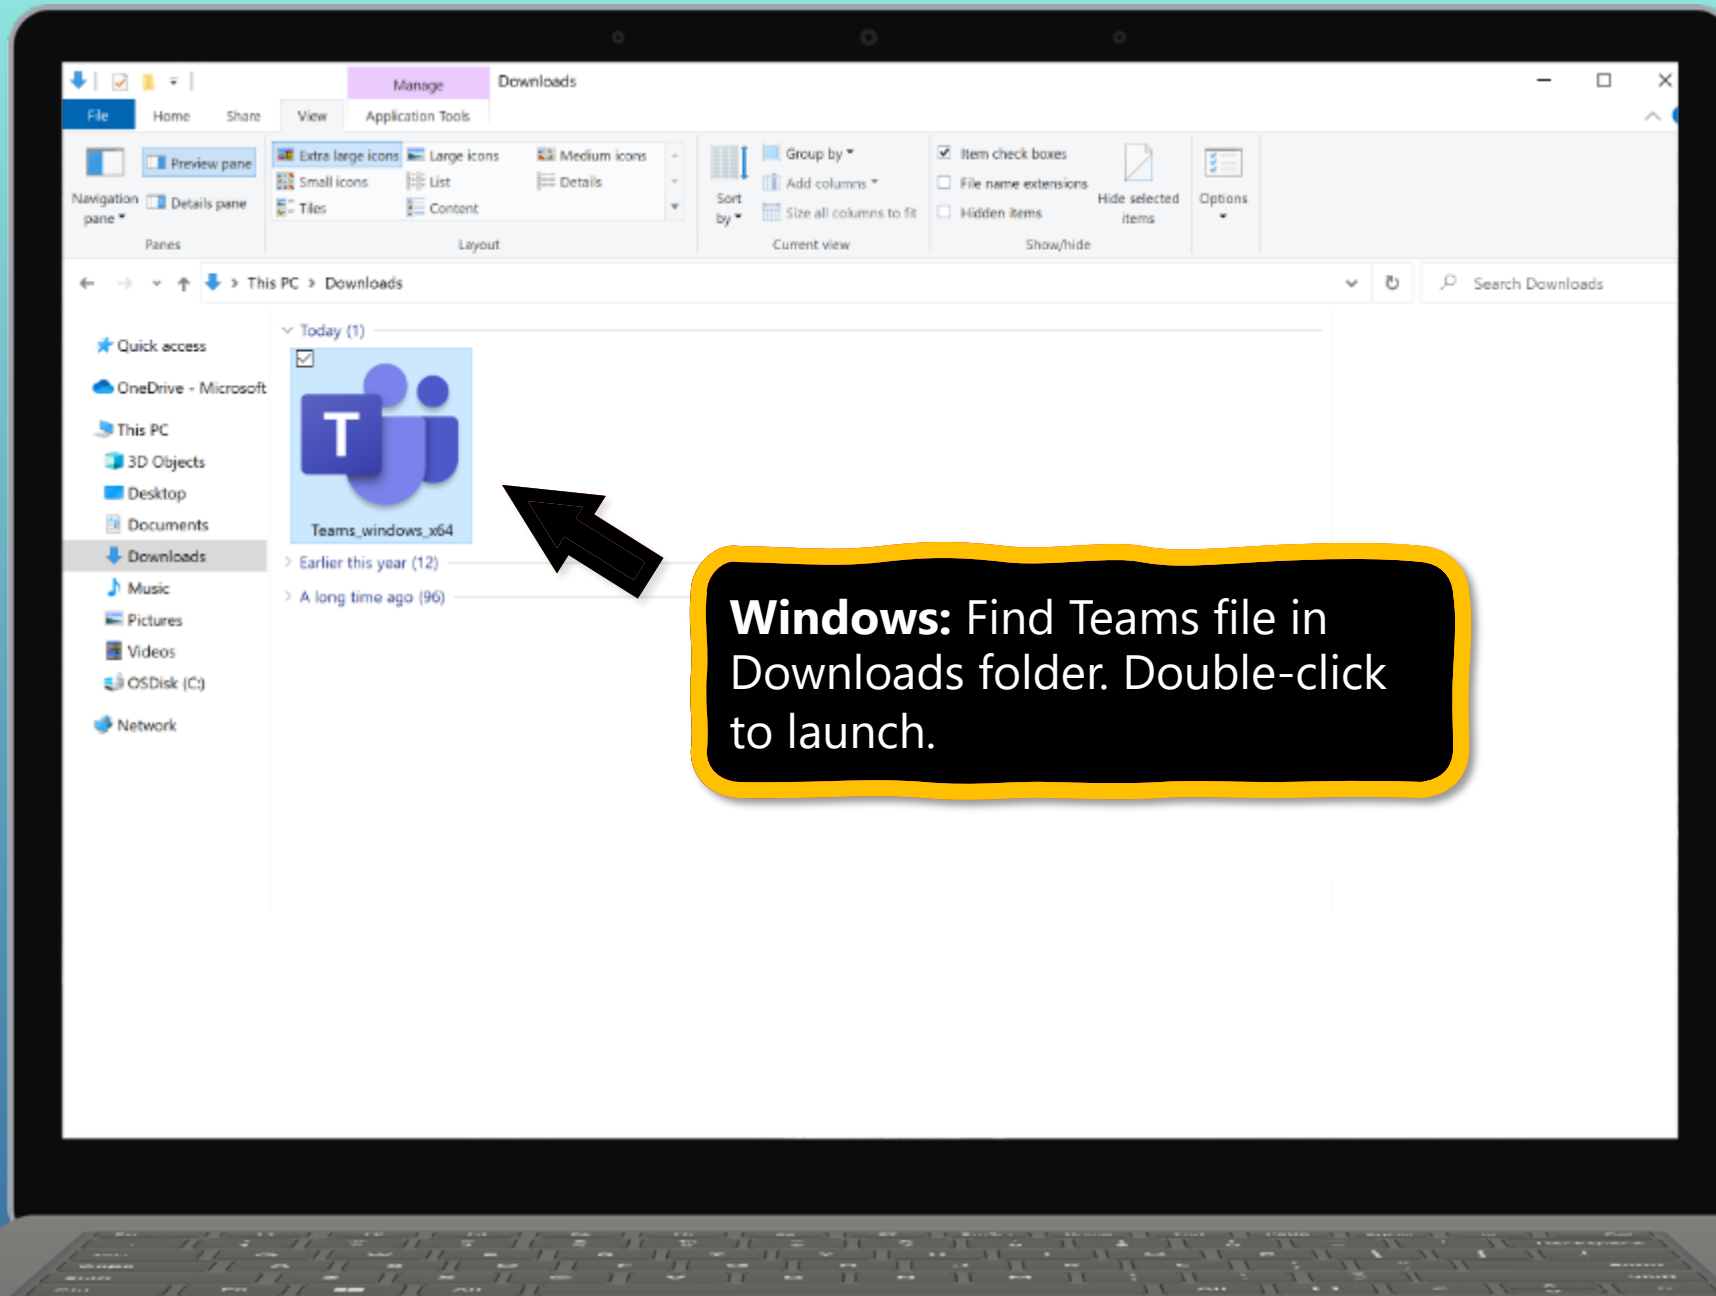 Manage
Downloads
File
Home
Share
View
Application Tools
Navigation pane
Preview pane
Details pane
Panes
Extra large icons
Large icons
Medium icons
Small icons
List
Details
Tiles
Content
Layout
Sort by
Group by
Add columns
Size all columns to fit
Current view
Item check boxes
File name extensions
Hidden items
Hide selected items
Show/hide
Options
This PC > Downloads
Search Downloads
Quick access
OneDrive - Microsoft
This PC
3D Objects
Desktop
Documents
Downloads
Music
Pictures
Videos
OSDisk (C:)
Network
Today (1)
T
Teams_windows_x64
Earlier this year (12)
A long time ago (96)
Windows: Find Teams file in
Downloads folder. Double-click
to launch.